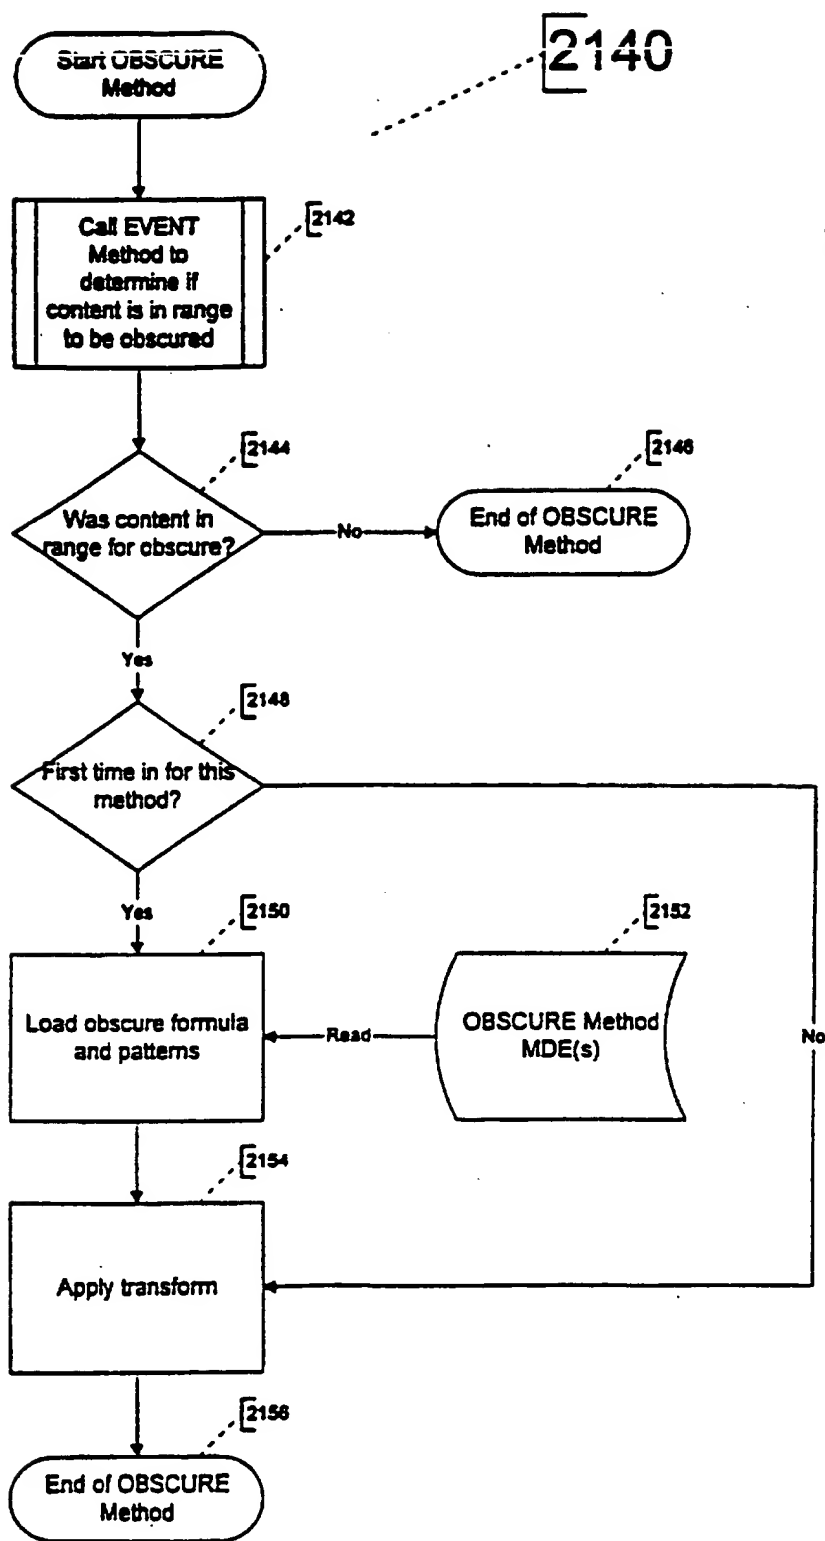 2140
Start OBSCURE
Method
2142
Call EVENT
Method to
determine if
content is in range
to be obscured
2144
Was content in
range for obscure?
No
2146
End of OBSCURE
Method
Yes
2148
First time in for this
method?
Yes
2150
Load obscure formula
and patterns
Read
2152
OBSCURE Method
MDE(s)
No
2154
Apply transform
2156
End of OBSCURE
Method